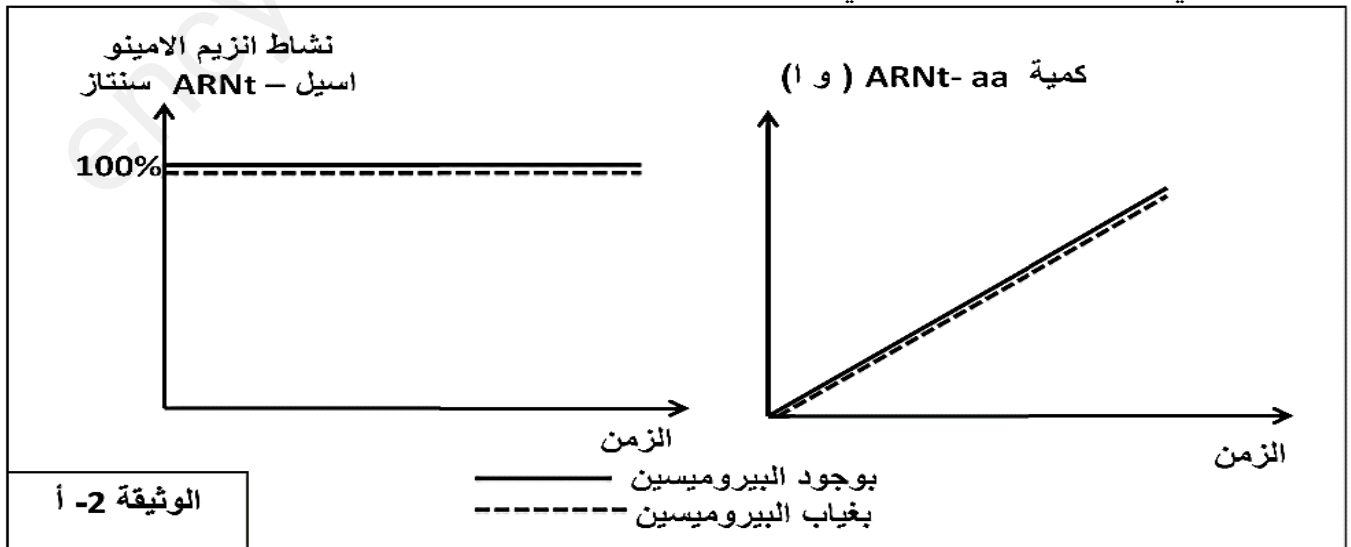 نشاط انزيم الامينو
اسيل – ARNt سنتاز
كمية ARNt- aa ( و ا)
100%
الزمن
الزمن
بوجود البيروميسين
بغياب البيروميسين
الوثيقة 2- أ